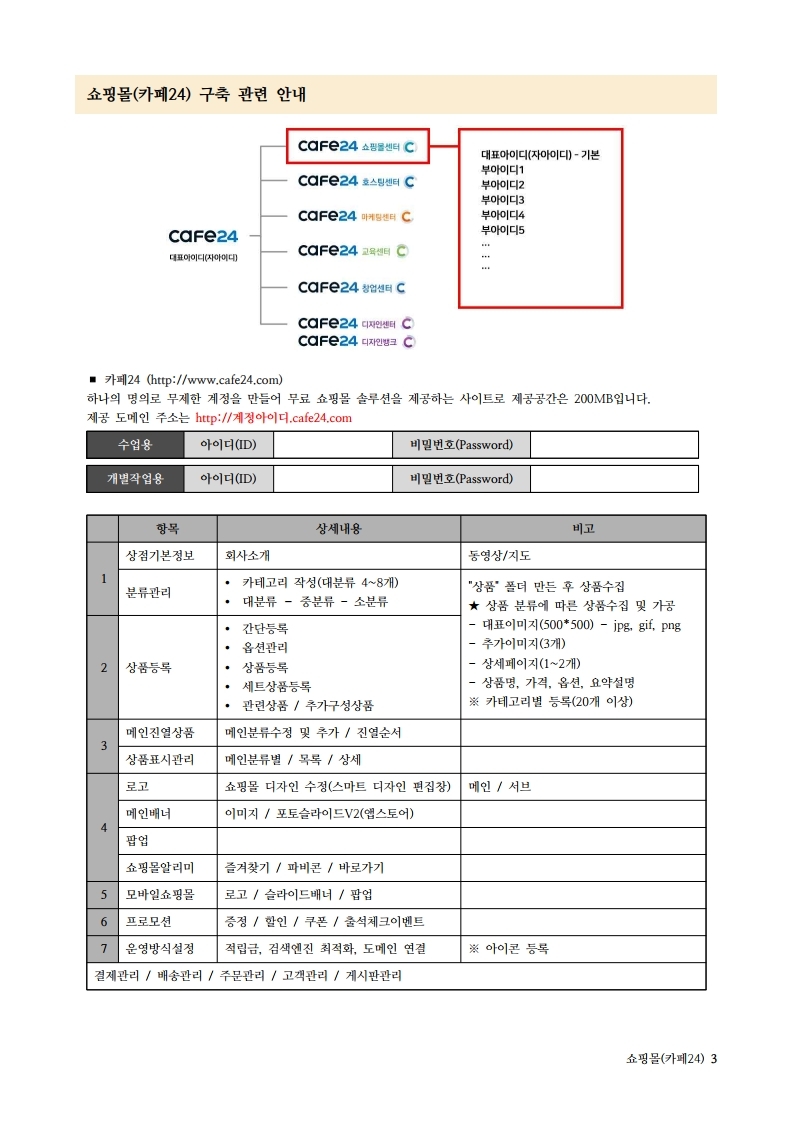 쇼핑몰(카페24) 구축 관련 안내
cafe24 쇼핑몰센터
cafe24 호스팅센터
cafe24 마케팅센터
cafe24 교육센터
cafe24 창업센터
cafe24 디자인센터
cafe24 디자인뱅크
cafe24
대표아이디(자아이디)
대표아이디(자아이디) - 기본
부아이디1
부아이디2
부아이디3
부아이디4
부아이디5
...
...
...
■ 카페24 (http://www.cafe24.com)
하나의 명의로 무제한 계정을 만들어 무료 쇼핑몰 솔루션을 제공하는 사이트로 제공공간은 200MB입니다.
제공 도메인 주소는 http://계정아이디.cafe24.com
수업용 아이디(ID) 비밀번호(Password)
개별작업용 아이디(ID) 비밀번호(Password)
항목 상세내용 비고
1 상점기본정보 회사소개 동영상/지도
분류관리
• 카테고리 작성(대분류 4~8개)
• 대분류 - 중분류 - 소분류
2 상품등록
• 간단등록
• 옵션관리
• 상품등록
• 세트상품등록
• 관련상품 / 추가구성상품
"상품" 폴더 만든 후 상품수집
★ 상품 분류에 따른 상품수집 및 가공
- 대표이미지(500*500) - jpg, gif, png
- 추가이미지(3개)
- 상세페이지(1~2개)
- 상품명, 가격, 옵션, 요약설명
※ 카테고리별 등록(20개 이상)
3 메인진열상품 메인분류수정 및 추가 / 진열순서
상품표시관리 메인분류별 / 목록 / 상세
4 로고 쇼핑몰 디자인 수정(스마트 디자인 편집창) 메인 / 서브
메인배너 이미지 / 포토슬라이드V2(앱스토어)
팝업
쇼핑몰알리미 즐겨찾기 / 파비콘 / 바로가기
5 모바일쇼핑몰 로고 / 슬라이드배너 / 팝업
6 프로모션 증정 / 할인 / 쿠폰 / 출석체크이벤트
7 운영방식설정 적립금, 검색엔진 최적화, 도메인 연결 ※ 아이콘 등록
결제관리 / 배송관리 / 주문관리 / 고객관리 / 게시판관리
쇼핑몰(카페24) 3